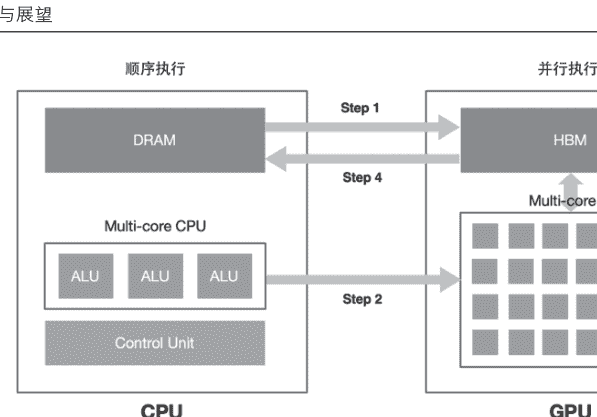 与展望
顺序执行
并行执行
Step 1
DRAM
HBM
Step 4
Multi-core CPU
Multi-core
ALU
ALU
ALU
Step 2
Control Unit
CPU
GPU